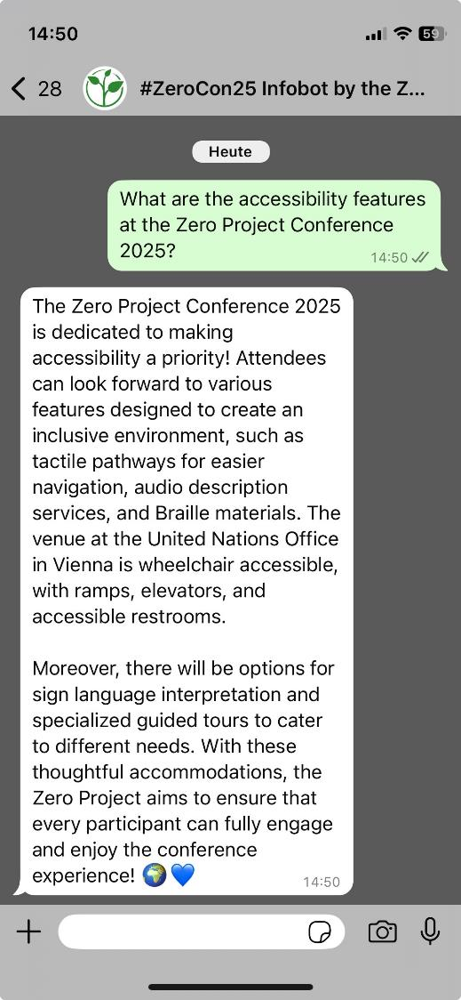 14:50
59
28
#ZeroCon25 Infobot by the Z...
Heute
What are the accessibility features
at the Zero Project Conference
2025?
14:50
The Zero Project Conference 2025
is dedicated to making
accessibility a priority! Attendees
can look forward to various
features designed to create an
inclusive environment, such as
tactile pathways for easier
navigation, audio description
services, and Braille materials. The
venue at the United Nations Office
in Vienna is wheelchair accessible,
with ramps, elevators, and
accessible restrooms.
Moreover, there will be options for
sign language interpretation and
specialized guided tours to cater
to different needs. With these
thoughtful accommodations, the
Zero Project aims to ensure that
every participant can fully engage
and enjoy the conference
experience! 🌍💙
14:50